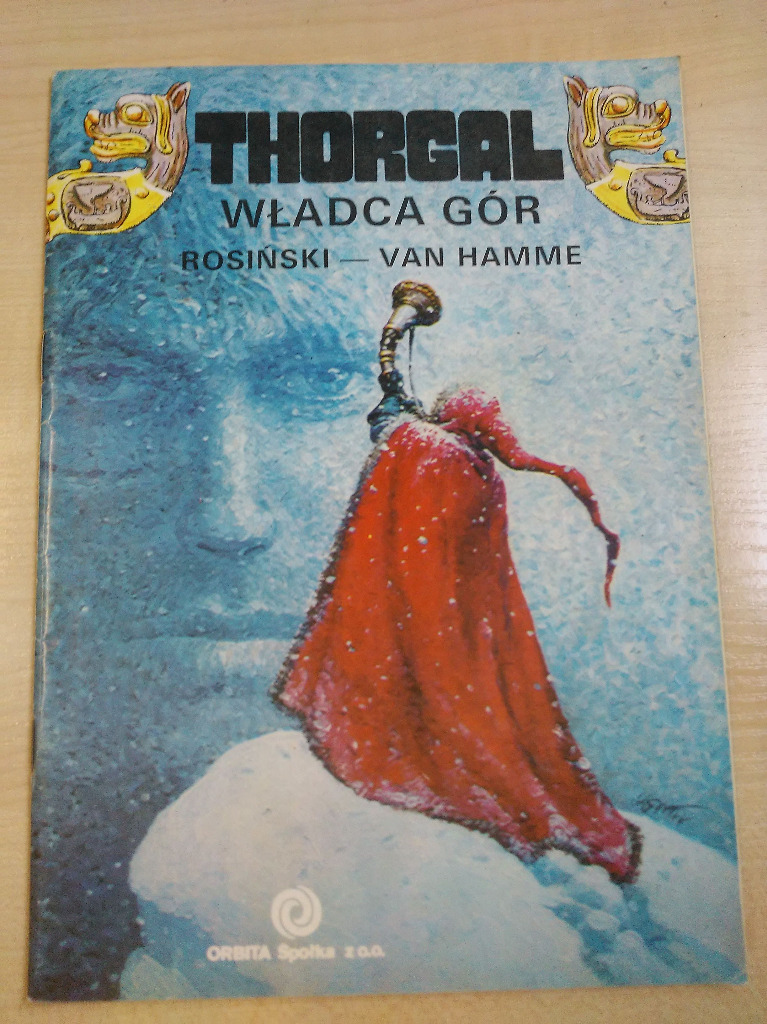 THORGAL
WŁADCA GÓR
ROSIŃSKI — VAN HAMME
ORBITA Spółka z o.o.